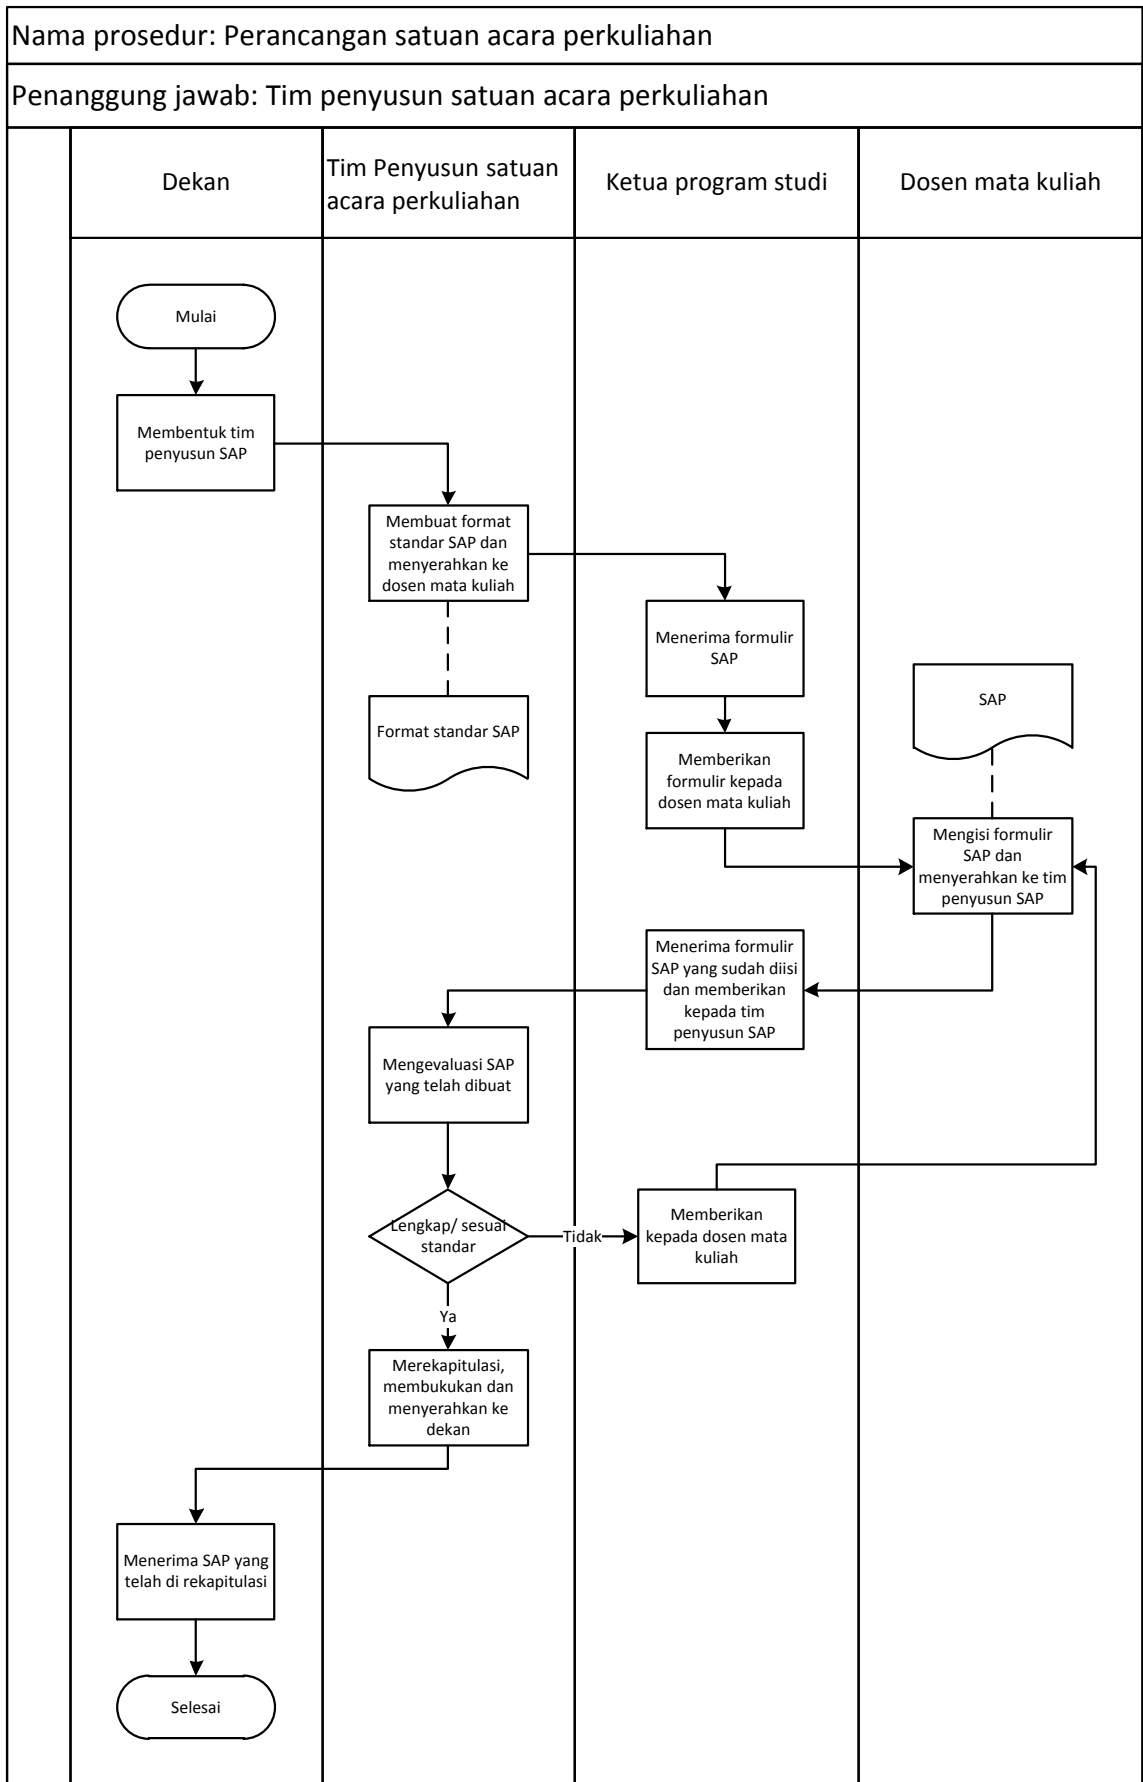 Nama prosedur: Perancangan satuan acara perkuliahan
Penanggung jawab: Tim penyusun satuan acara perkuliahan
Dekan
Tim Penyusun satuan
acara perkuliahan
Ketua program studi
Dosen mata kuliah
Mulai
Membentuk tim
penyusun SAP
Membuat format
standar SAP dan
menyerahkan ke
dosen mata kuliah
Menerima formulir
SAP
Format standar SAP
SAP
Memberikan
formulir kepada
dosen mata kuliah
Mengisi formulir
SAP dan
menyerahkan ke tim
penyusun SAP
Menerima formulir
SAP yang sudah diisi
dan memberikan
kepada tim
penyusun SAP
Mengevaluasi SAP
yang telah dibuat
Lengkap/ sesuai
standar
Tidak
Memberikan
kepada dosen mata
kuliah
Ya
Merekapitulasi,
membukukan dan
menyerahkan ke
dekan
Menerima SAP yang
telah di rekapitulasi
Selesai